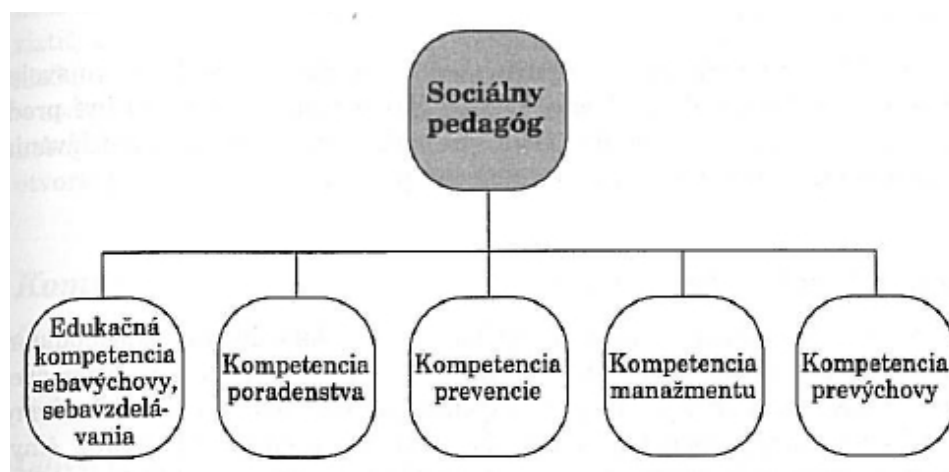 Sociálny
pedagóg
Edukačná
kompetencia
sebavýchovy,
sebavzdelá-
vania
Kompetencia
poradenstva
Kompetencia
prevencie
Kompetencia
manažmentu
Kompetencia
prevýchovy